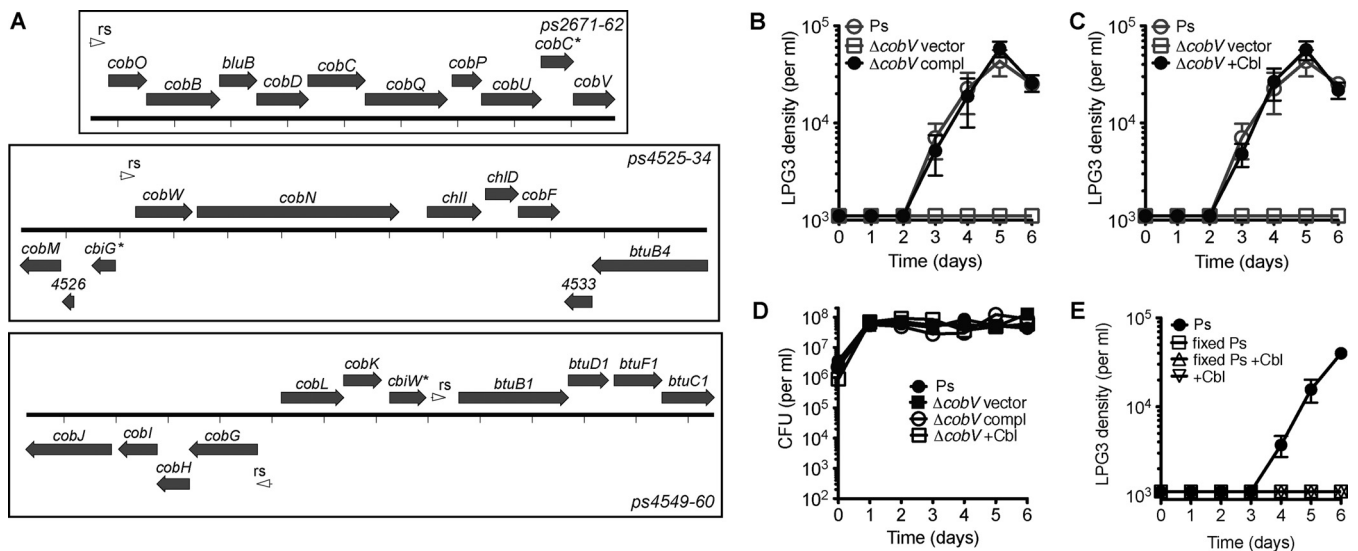 A
ps2671-62
rs
cobO
cobB
bluB
cobD
cobC
cobQ
cobP
cobU
cobC*
cobV
ps4525-34
rs
cobW
cobN
chlI
chlD
cobF
cobM
4526
cbiG*
4533
btuB4
cobJ
cobI
cobH
cobG
rs
cobL
cobK
cbiW*
rs
btuB1
btuD1
btuF1
btuC1
ps4549-60
B
LPG3 density (per ml)
10^5
10^4
10^3
Ps
ΔcobV vector
ΔcobV compl
0 1 2 3 4 5 6
Time (days)
C
LPG3 density (per ml)
10^5
10^4
10^3
Ps
ΔcobV vector
ΔcobV +Cbl
0 1 2 3 4 5 6
Time (days)
D
CFU (per ml)
10^8
10^7
10^6
10^5
10^4
10^3
10^2
Ps
ΔcobV vector
ΔcobV compl
ΔcobV +Cbl
0 1 2 3 4 5 6
Time (days)
E
LPG3 density (per ml)
10^5
10^4
10^3
Ps
fixed Ps
fixed Ps +Cbl
+Cbl
0 1 2 3 4 5 6
Time (days)